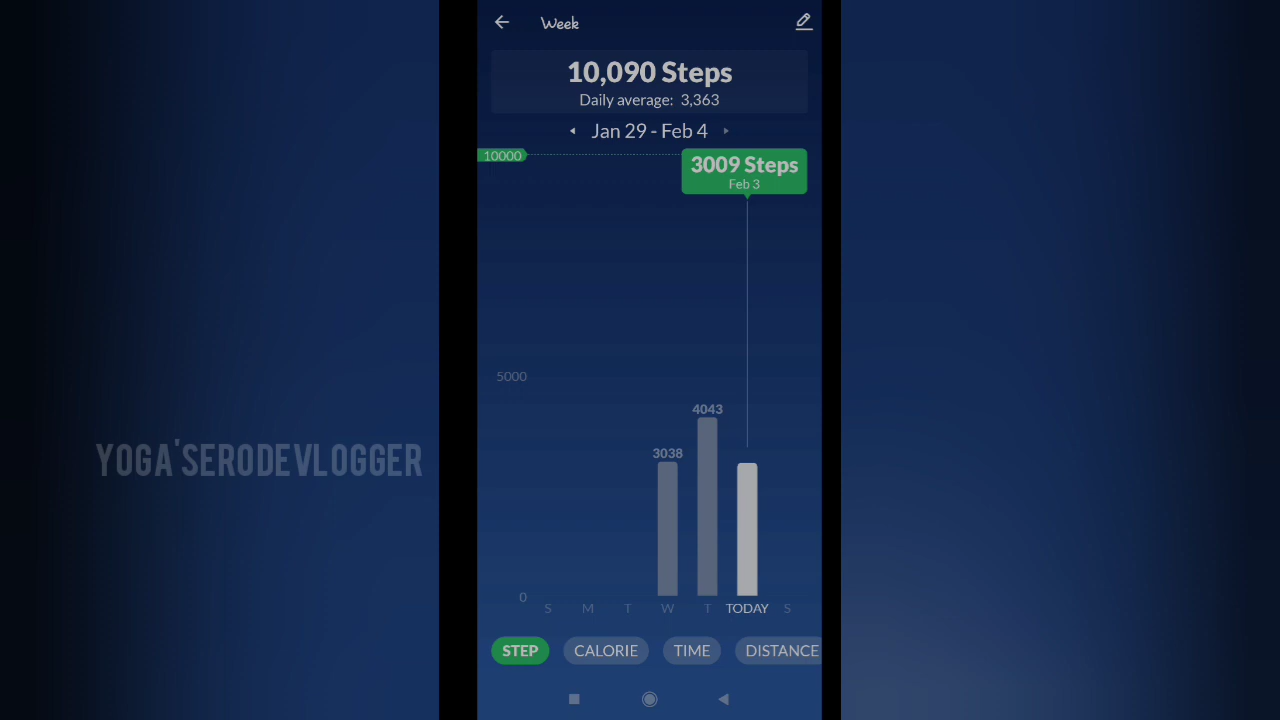 Week
10,090 Steps
Daily average: 3,363
Jan 29 - Feb 4
10000
3009 Steps
Feb 3
5000
4043
3038
YOGA'SERODEVLOGGER
0
S M T W T TODAY S
STEP CALORIE TIME DISTANCE